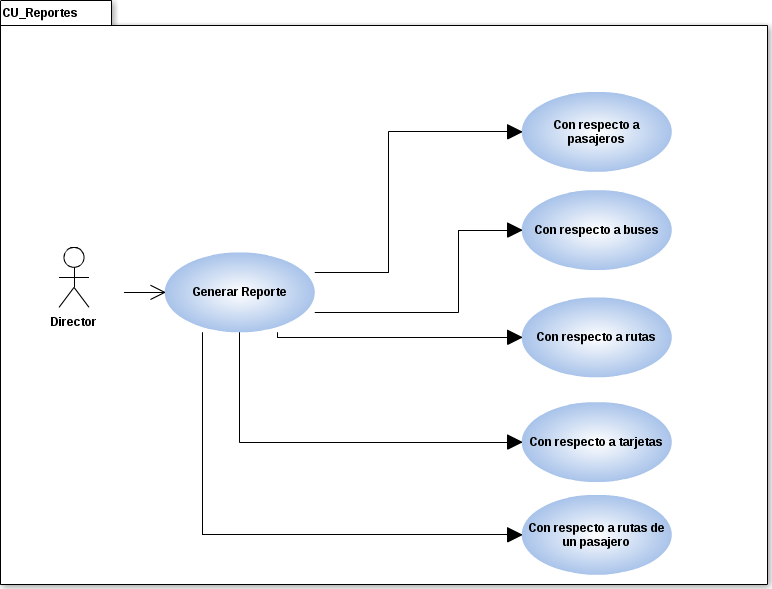 CU_Reportes
Con respecto a
pasajeros
Con respecto a buses
Director
Generar Reporte
Con respecto a rutas
Con respecto a tarjetas
Con respecto a rutas de
un pasajero